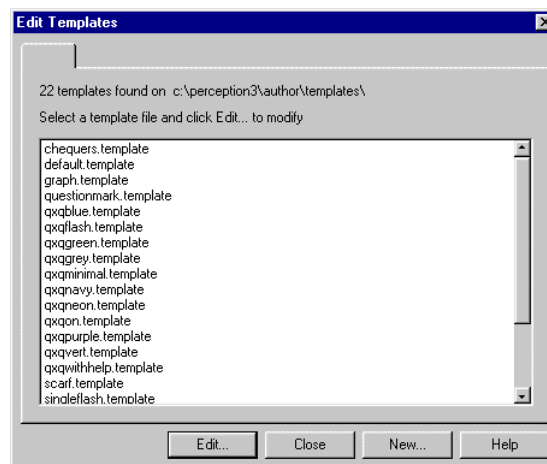 Edit Templates
22 templates found on c:\perception3\author\templates\
Select a template file and click Edit... to modify
chequers.template
default.template
graph.template
questionmark.template
qxqblue.template
qxqflash.template
qxqgreen.template
qxqgrey.template
qxqminimal.template
qxqnavy.template
qxqneon.template
qxqon.template
qxqpurple.template
qxqvert.template
qxqwithhelp.template
scarf.template
singleflash.template
Edit... Close New... Help